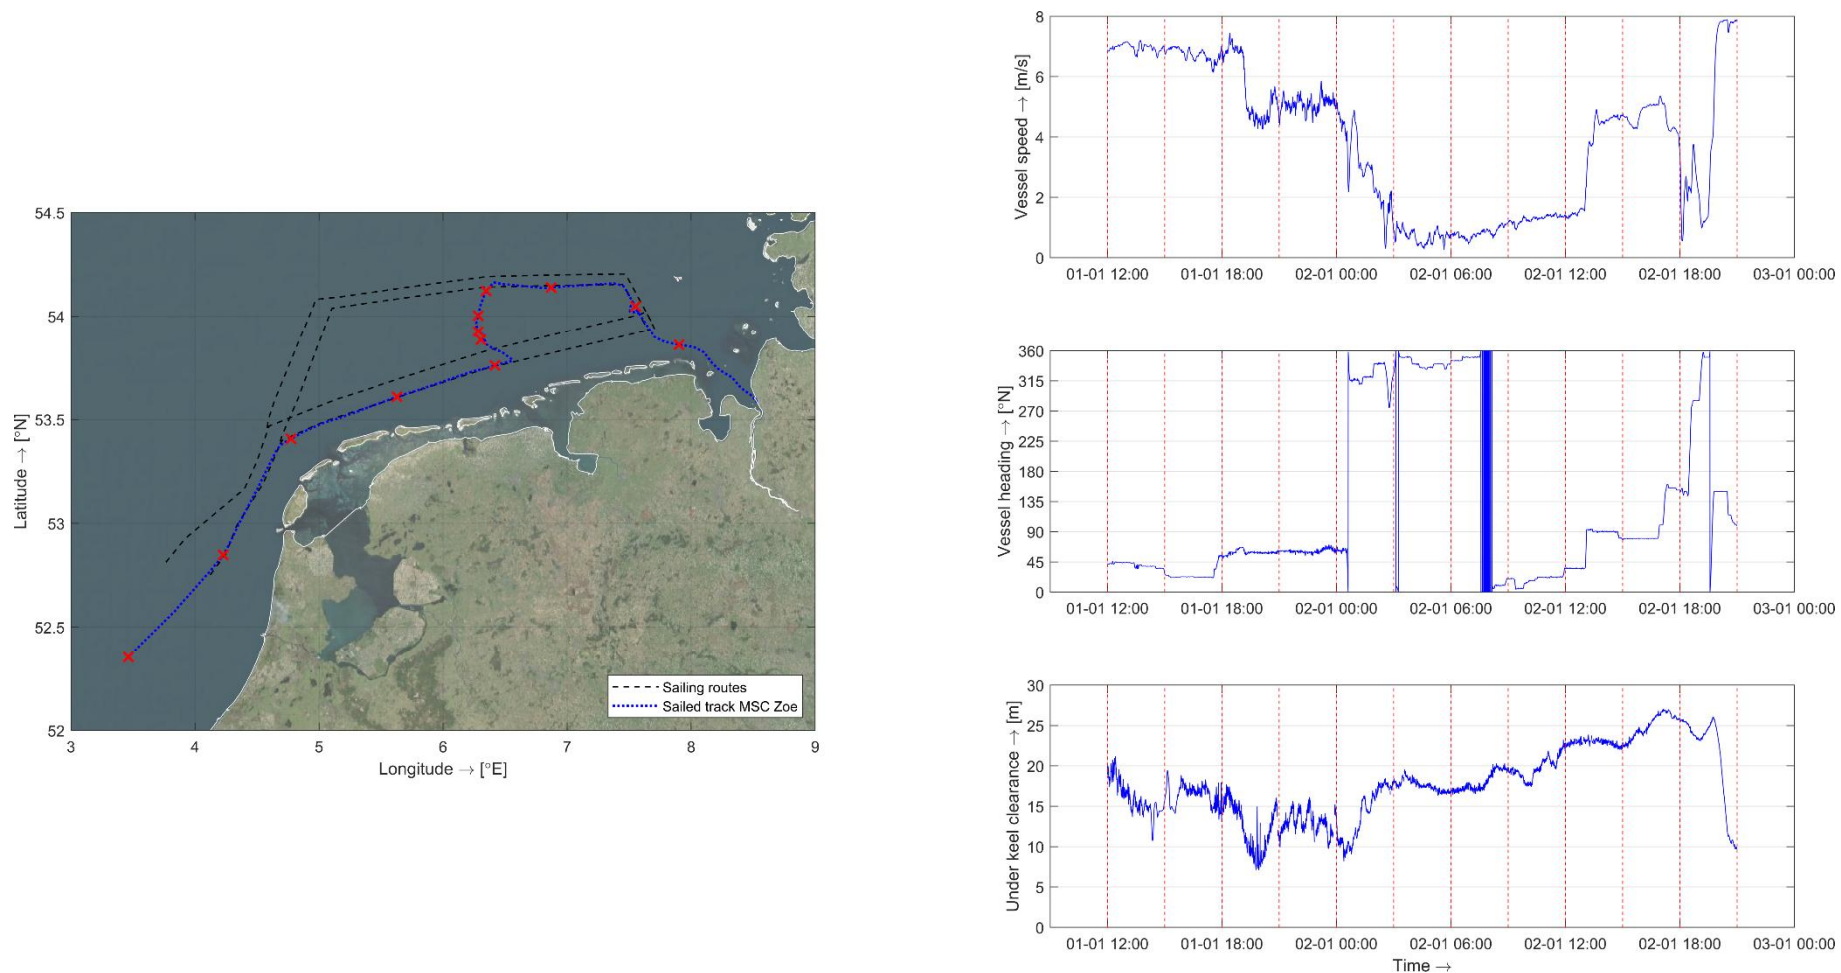 54.5
54
53.5
53
52.5
52
Latitude → [°N]
3 4 5 6 7 8 9
Longitude → [°E]
Sailing routes
Sailed track MSC Zoe
8
6
4
2
0
Vessel speed → [m/s]
01-01 12:00 01-01 18:00 02-01 00:00 02-01 06:00 02-01 12:00 02-01 18:00 03-01 00:00
360
315
270
225
180
135
90
45
0
Vessel heading → [°N]
01-01 12:00 01-01 18:00 02-01 00:00 02-01 06:00 02-01 12:00 02-01 18:00 03-01 00:00
30
25
20
15
10
5
0
Under keel clearance → [m]
01-01 12:00 01-01 18:00 02-01 00:00 02-01 06:00 02-01 12:00 02-01 18:00 03-01 00:00
Time →